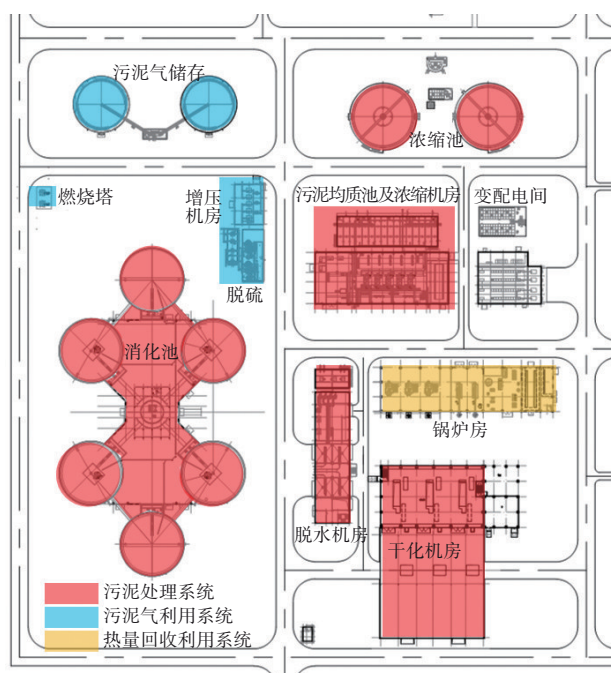 污泥气储存
浓缩池
燃烧塔
增压
机房
脱硫
污泥均质池及浓缩机房
变配电间
消化池
锅炉房
脱水机房
干化机房
污泥处理系统
污泥气利用系统
热量回收利用系统